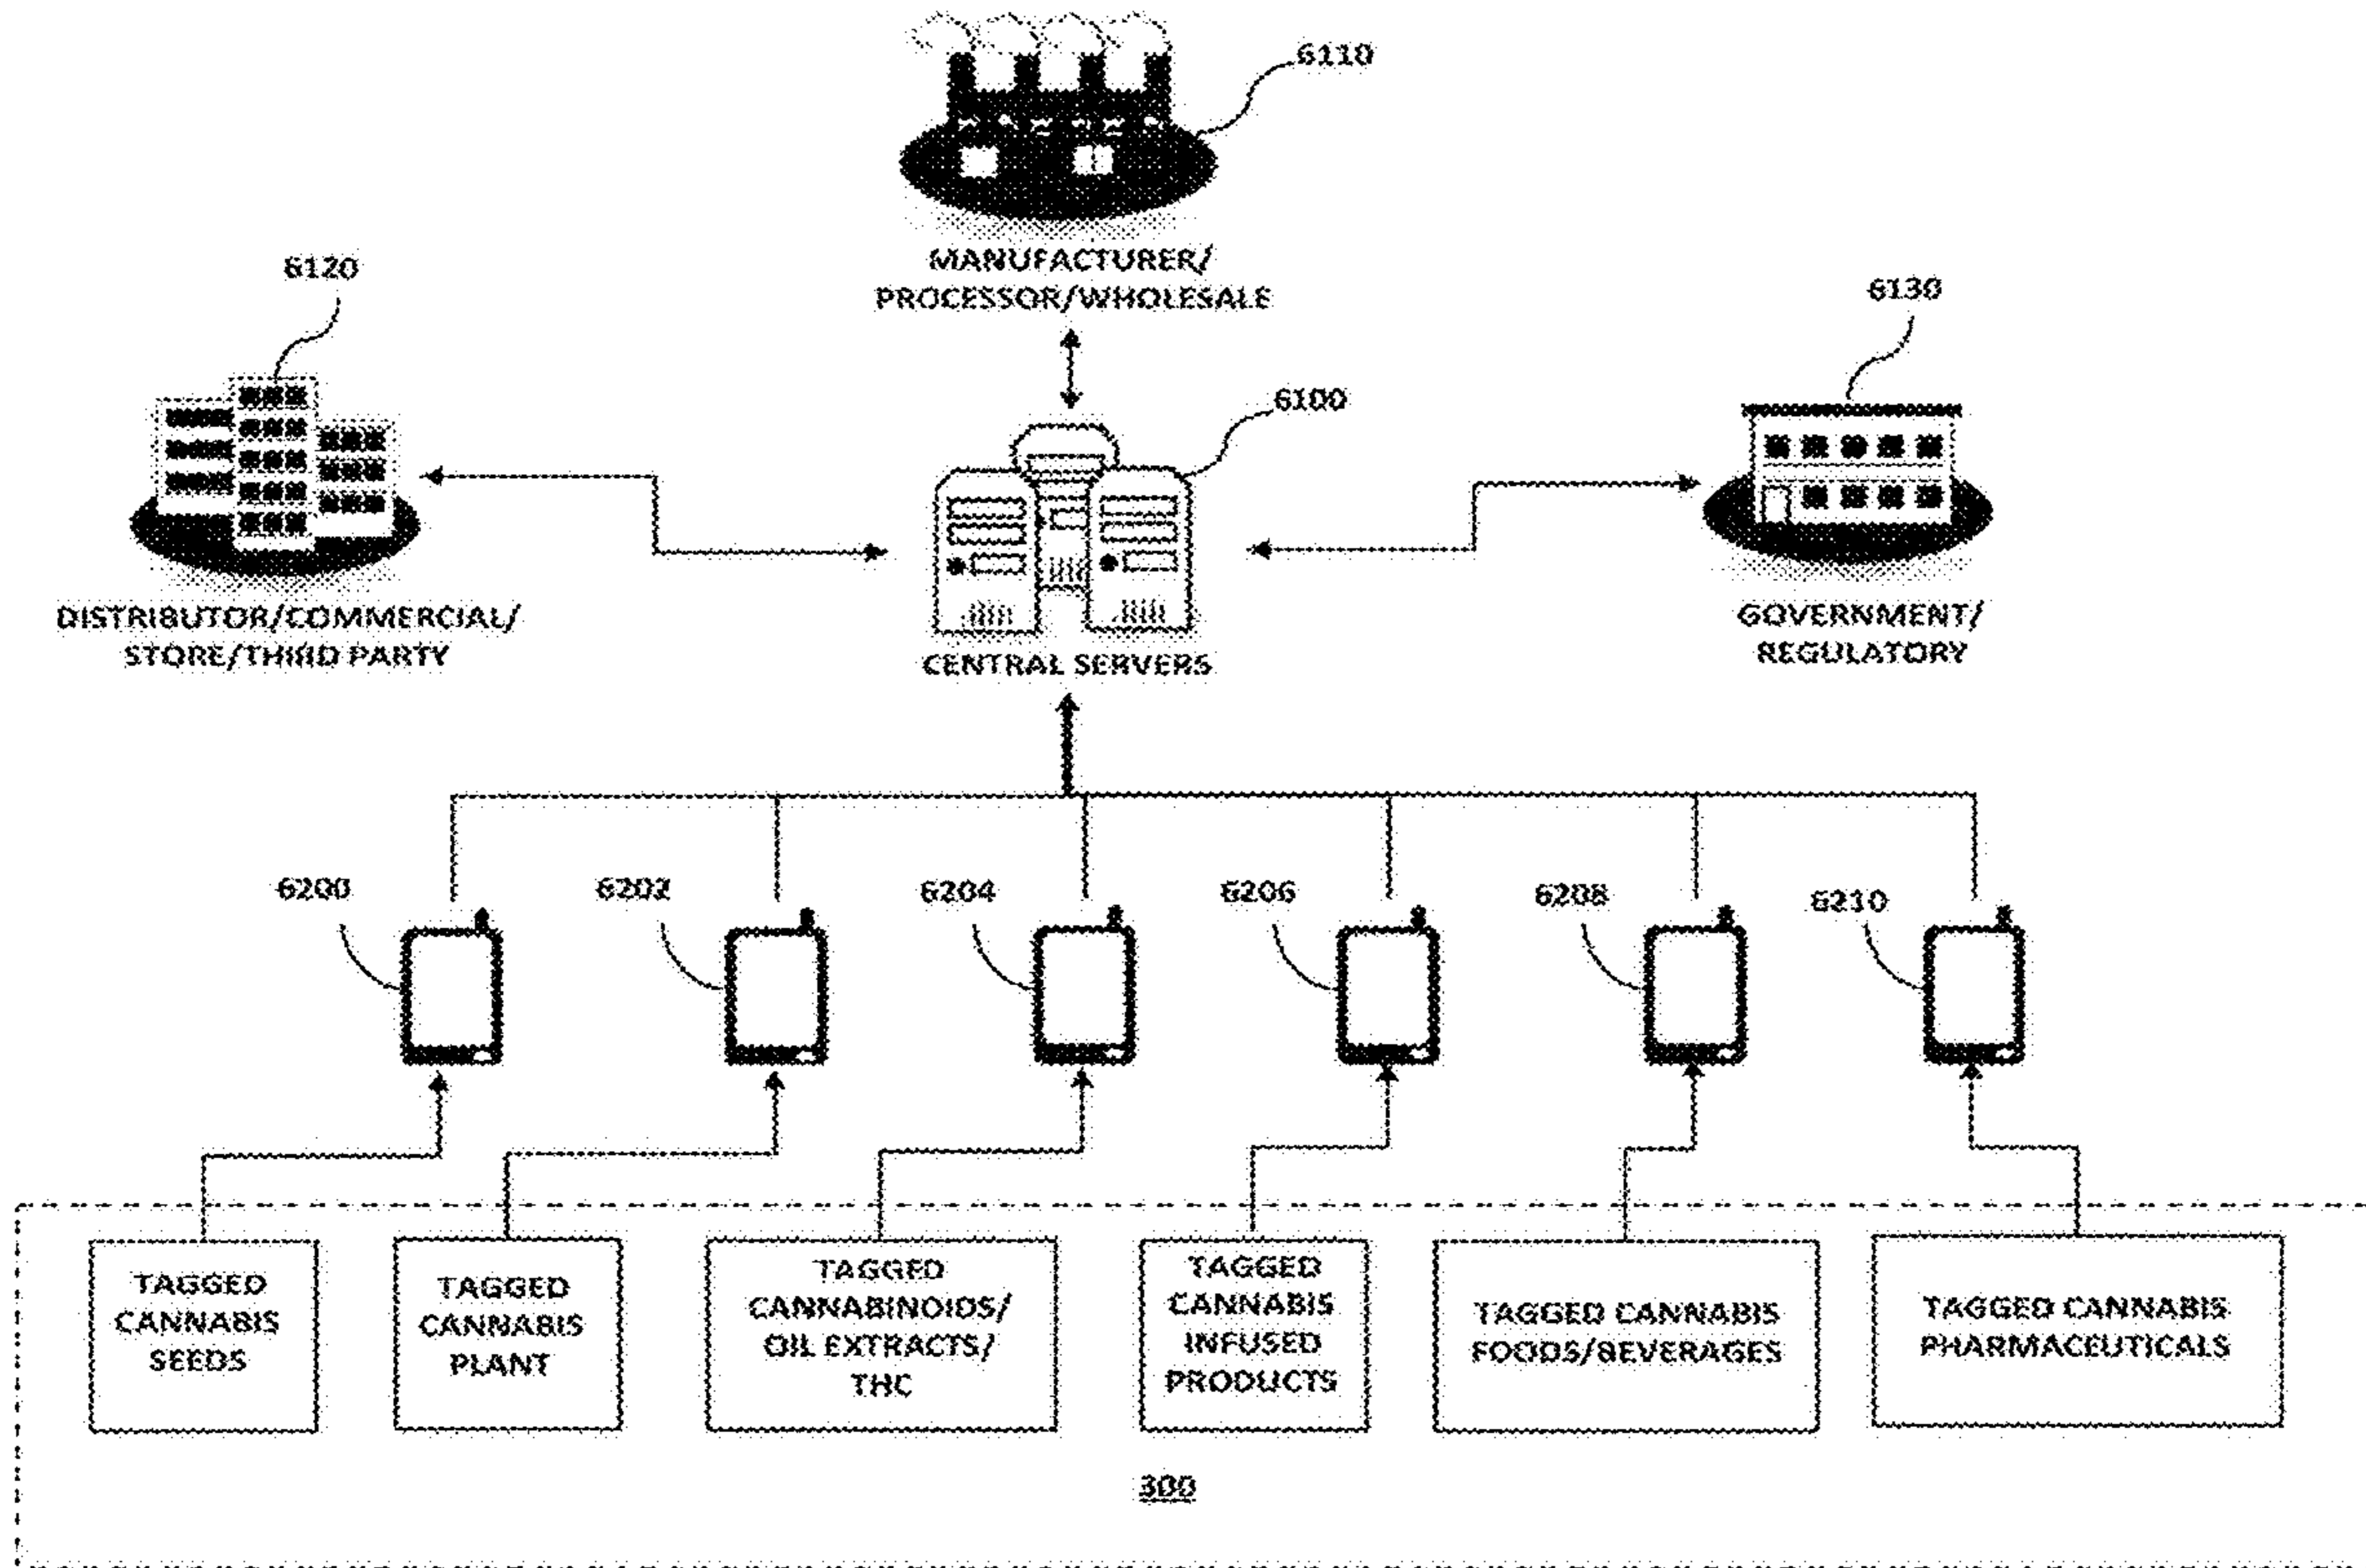 6110
MANUFACTURER/
PROCESSOR/WHOLESALE
6120
6130
6100
DISTRIBUTOR/COMMERCIAL/
STORE/THIRD PARTY
CENTRAL SERVERS
GOVERNMENT/
REGULATORY
6200
6202
6204
6206
6208
6210
TAGGED
CANNABIS
SEEDS
TAGGED
CANNABIS
PLANT
TAGGED
CANNABINOIDS/
OIL EXTRACTS/
THC
TAGGED
CANNABIS
INFUSED
PRODUCTS
TAGGED CANNABIS
FOODS/BEVERAGES
TAGGED CANNABIS
PHARMACEUTICALS
300